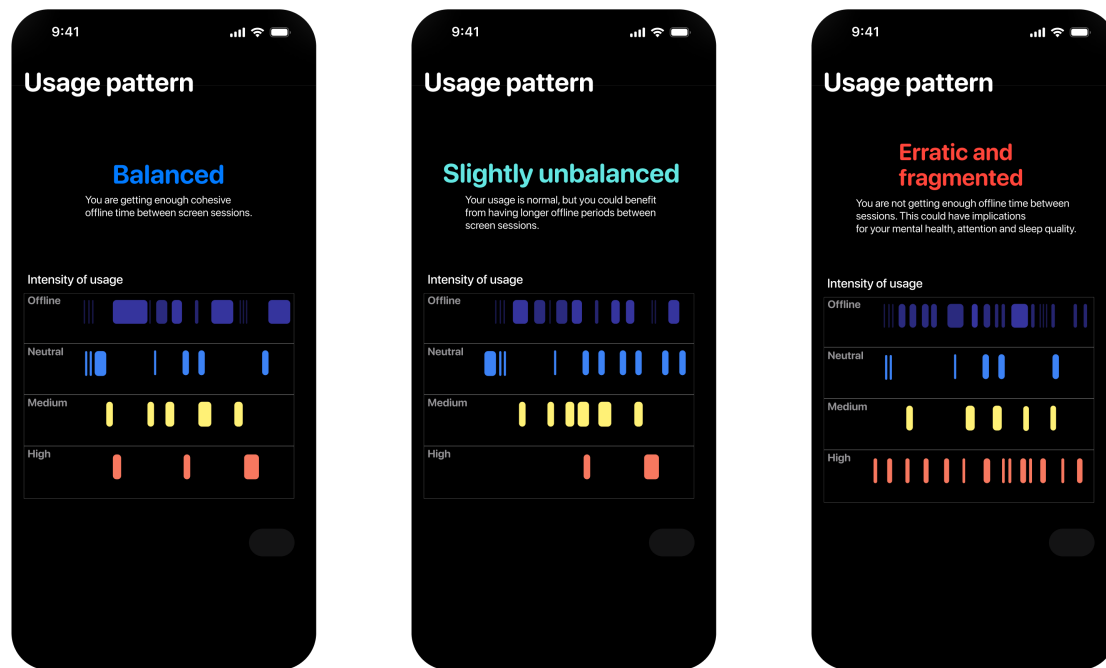 9:41
Usage pattern
Balanced
You are getting enough cohesive
offline time between screen sessions.
Intensity of usage
Offline
Neutral
Medium
High
9:41
Usage pattern
Slightly unbalanced
Your usage is normal, but you could benefit
from having longer offline periods between
screen sessions.
Intensity of usage
Offline
Neutral
Medium
High
9:41
Usage pattern
Erratic and
fragmented
You are not getting enough offline time between
sessions. This could have implications
for your mental health, attention and sleep quality.
Intensity of usage
Offline
Neutral
Medium
High